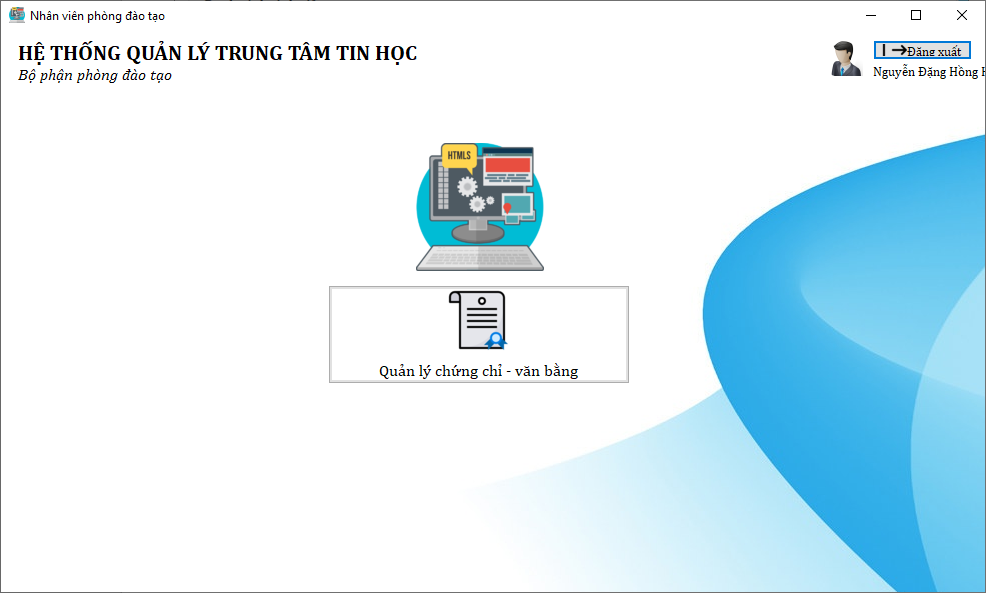 Nhân viên phòng đào tạo
HỆ THỐNG QUẢN LÝ TRUNG TÂM TIN HỌC
Bộ phận phòng đào tạo
Đăng xuất
Nguyễn Đặng Hồng
HTML5
Quản lý chứng chỉ - văn bằng